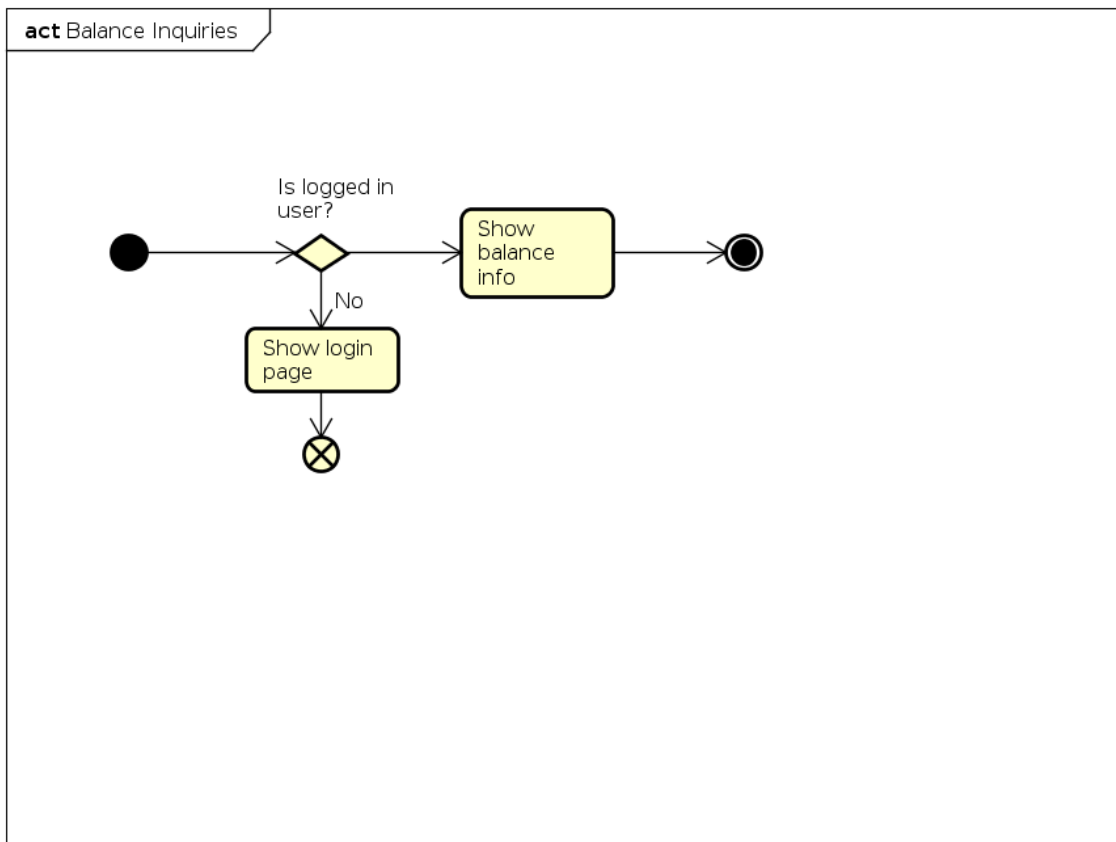 act Balance Inquiries
Is logged in
user?
Show
balance
info
No
Show login
page